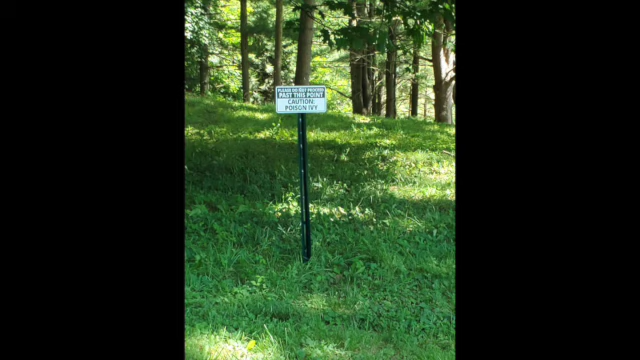 PLEASE DO NOT PROCEED
PAST THIS POINT
CAUTION:
POISON IVY